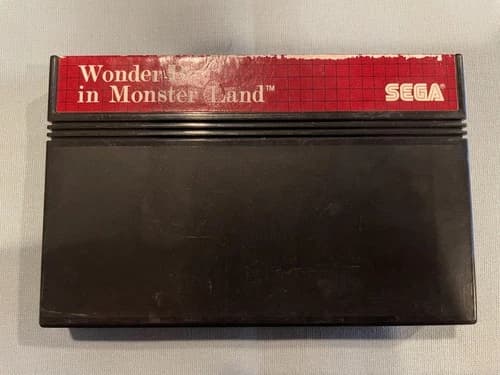 Wonder
in Monster Land™
SEGA®